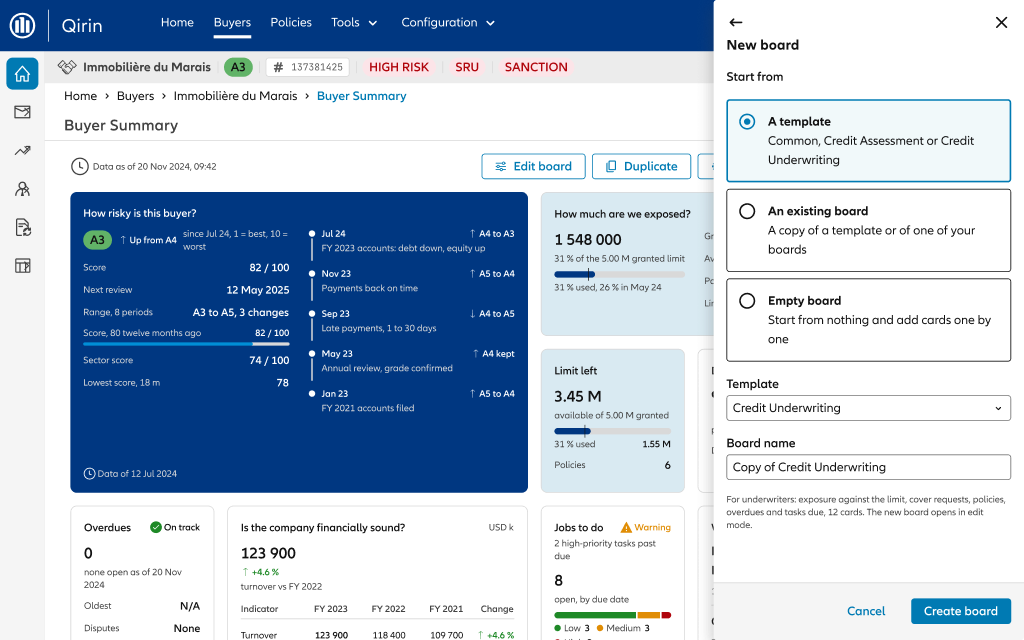 Qirin
Home
Buyers
Policies
Tools
Configuration
Immobilière du Marais
A3
# 137381425
HIGH RISK
SRU
SANCTION
Home > Buyers > Immobilière du Marais > Buyer Summary
Buyer Summary
Data as of 20 Nov 2024, 09:42
Edit board
Duplicate
How risky is this buyer?
A3
↑ Up from A4
since Jul 24, 1 = best, 10 =
worst
Score 82 / 100
Next review 12 May 2025
Range, 8 periods A3 to A5, 3 changes
Score, 80 twelve months ago 82 / 100
Sector score 74 / 100
Lowest score, 18 m 78
Jul 24 ↑ A4 to A3
FY 2023 accounts: debt down, equity up
Nov 23 ↑ A5 to A4
Payments back on time
Sep 23 ↓ A4 to A5
Late payments, 1 to 30 days
May 23 ↑ A4 kept
Annual review, grade confirmed
Jan 23 ↑ A5 to A4
FY 2021 accounts filed
Data of 12 Jul 2024
How much are we exposed?
1 548 000
31 % of the 5.00 M granted limit
31 % used, 26 % in May 24
Limit left
3.45 M
available of 5.00 M granted
31 % used 1.55 M
Policies 6
Overdues
On track
0
none open as of 20 Nov
2024
Oldest N/A
Disputes None
Is the company financially sound?
USD k
123 900
↑ +4.6 %
turnover vs FY 2022
Indicator FY 2023 FY 2022 FY 2021 Change
Turnover 123 900 118 400 109 700 ↑ +4.6 %
Jobs to do
Warning
2 high-priority tasks past
due
8
open, by due date
Low 3 Medium 3
New board
Start from
A template
Common, Credit Assessment or Credit
Underwriting
An existing board
A copy of a template or of one of your
boards
Empty board
Start from nothing and add cards one by
one
Template
Credit Underwriting
Board name
Copy of Credit Underwriting
For underwriters: exposure against the limit, cover requests, policies,
overdues and tasks due, 12 cards. The new board opens in edit
mode.
Cancel
Create board